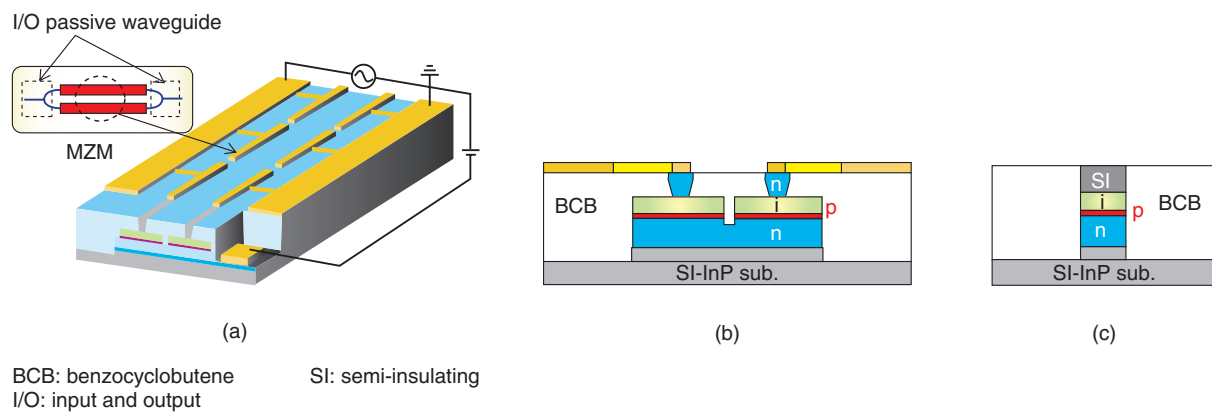 I/O passive waveguide
MZM
(a)
BCB
n
i
p
n
SI-InP sub.
(b)
SI
i
p
n
BCB
SI-InP sub.
(c)
BCB: benzocyclobutene
SI: semi-insulating
I/O: input and output